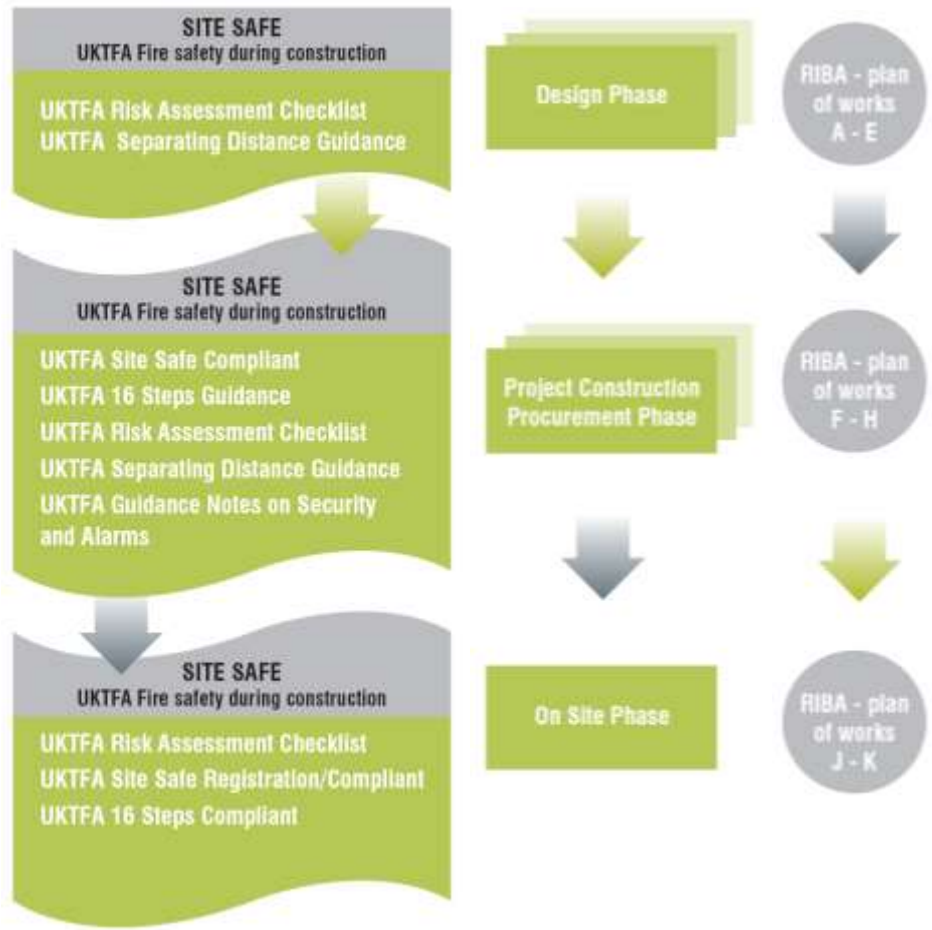 SITE SAFE
UKTFA Fire safety during construction
UKTFA Risk Assessment Checklist
UKTFA Separating Distance Guidance
Design Phase
RIBA - plan
of works
A - E
SITE SAFE
UKTFA Fire safety during construction
UKTFA Site Safe Compliant
UKTFA 16 Steps Guidance
UKTFA Risk Assessment Checklist
UKTFA Separating Distance Guidance
UKTFA Guidance Notes on Security
and Alarms
Project Construction
Procurement Phase
RIBA - plan
of works
F - H
SITE SAFE
UKTFA Fire safety during construction
UKTFA Risk Assessment Checklist
UKTFA Site Safe Registration/Compliant
UKTFA 16 Steps Compliant
On Site Phase
RIBA - plan
of works
J - K